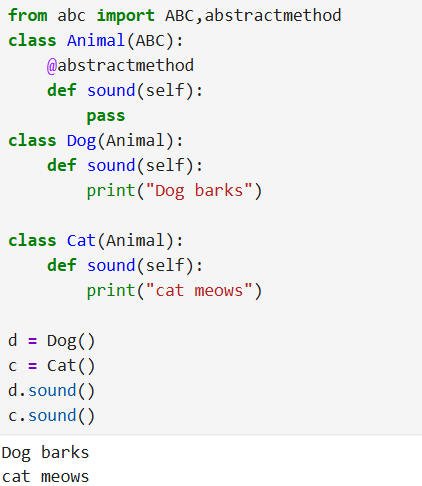 from abc import ABC,abstractmethod
class Animal(ABC):
    @abstractmethod
    def sound(self):
        pass
class Dog(Animal):
    def sound(self):
        print("Dog barks")

class Cat(Animal):
    def sound(self):
        print("cat meows")

d = Dog()
c = Cat()
d.sound()
c.sound()
Dog barks
cat meows